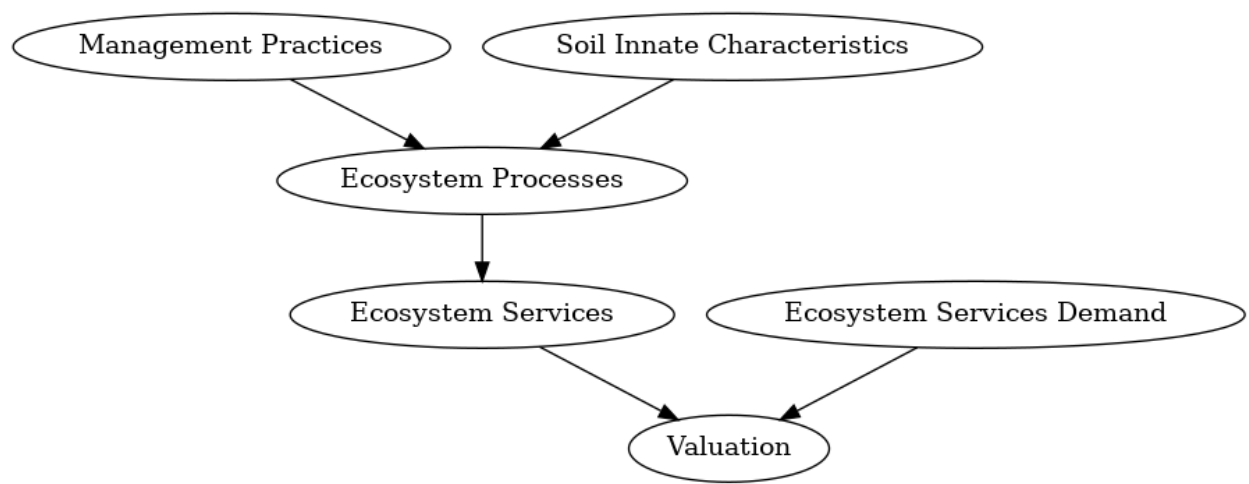 Management Practices
Soil Innate Characteristics
Ecosystem Processes
Ecosystem Services
Ecosystem Services Demand
Valuation